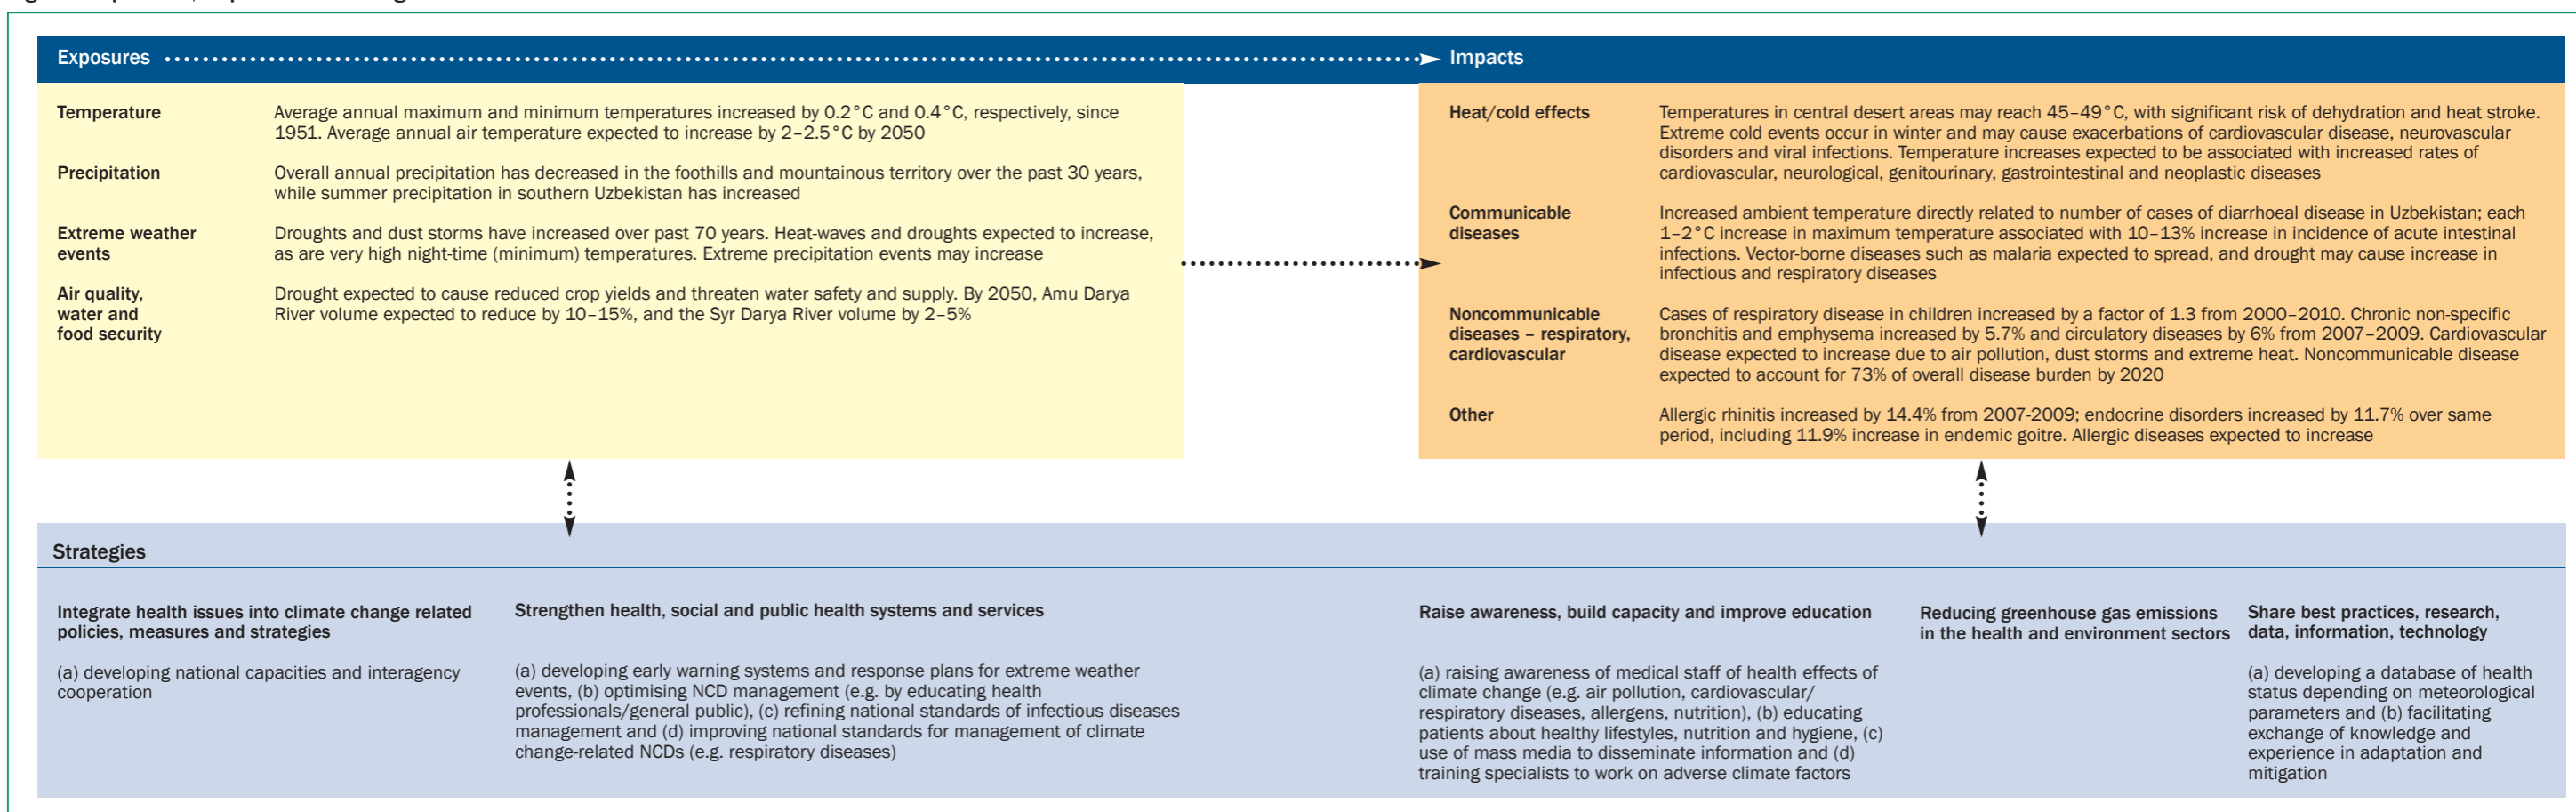 Exposures
Impacts
Temperature
Average annual maximum and minimum temperatures increased by 0.2°C and 0.4°C, respectively, since
1951. Average annual air temperature expected to increase by 2–2.5°C by 2050
Precipitation
Overall annual precipitation has decreased in the foothills and mountainous territory over the past 30 years,
while summer precipitation in southern Uzbekistan has increased
Extreme weather
events
Droughts and dust storms have increased over past 70 years. Heat-waves and droughts expected to increase,
as are very high night-time (minimum) temperatures. Extreme precipitation events may increase
Air quality,
water and
food security
Drought expected to cause reduced crop yields and threaten water safety and supply. By 2050, Amu Darya
River volume expected to reduce by 10–15%, and the Syr Darya River volume by 2–5%
Heat/cold effects
Temperatures in central desert areas may reach 45–49°C, with significant risk of dehydration and heat stroke.
Extreme cold events occur in winter and may cause exacerbations of cardiovascular disease, neurovascular
disorders and viral infections. Temperature increases expected to be associated with increased rates of
cardiovascular, neurological, genitourinary, gastrointestinal and neoplastic diseases
Communicable
diseases
Increased ambient temperature directly related to number of cases of diarrhoeal disease in Uzbekistan; each
1–2°C increase in maximum temperature associated with 10–13% increase in incidence of acute intestinal
infections. Vector-borne diseases such as malaria expected to spread, and drought may cause increase in
infectious and respiratory diseases
Noncommunicable
diseases – respiratory,
cardiovascular
Cases of respiratory disease in children increased by a factor of 1.3 from 2000–2010. Chronic non-specific
bronchitis and emphysema increased by 5.7% and circulatory diseases by 6% from 2007–2009. Cardiovascular
disease expected to increase due to air pollution, dust storms and extreme heat. Noncommunicable disease
expected to account for 73% of overall disease burden by 2020
Other
Allergic rhinitis increased by 14.4% from 2007-2009; endocrine disorders increased by 11.7% over same
period, including 11.9% increase in endemic goitre. Allergic diseases expected to increase
Strategies
Integrate health issues into climate change related
policies, measures and strategies
(a) developing national capacities and interagency
cooperation
Strengthen health, social and public health systems and services
(a) developing early warning systems and response plans for extreme weather
events, (b) optimising NCD management (e.g. by educating health
professionals/general public), (c) refining national standards of infectious diseases
management and (d) improving national standards for management of climate
change-related NCDs (e.g. respiratory diseases)
Raise awareness, build capacity and improve education
(a) raising awareness of medical staff of health effects of
climate change (e.g. air pollution, cardiovascular/
respiratory diseases, allergens, nutrition), (b) educating
patients about healthy lifestyles, nutrition and hygiene, (c)
use of mass media to disseminate information and (d)
training specialists to work on adverse climate factors
Reducing greenhouse gas emissions
in the health and environment sectors
Share best practices, research,
data, information, technology
(a) developing a database of health
status depending on meteorological
parameters and (b) facilitating
exchange of knowledge and
experience in adaptation and
mitigation